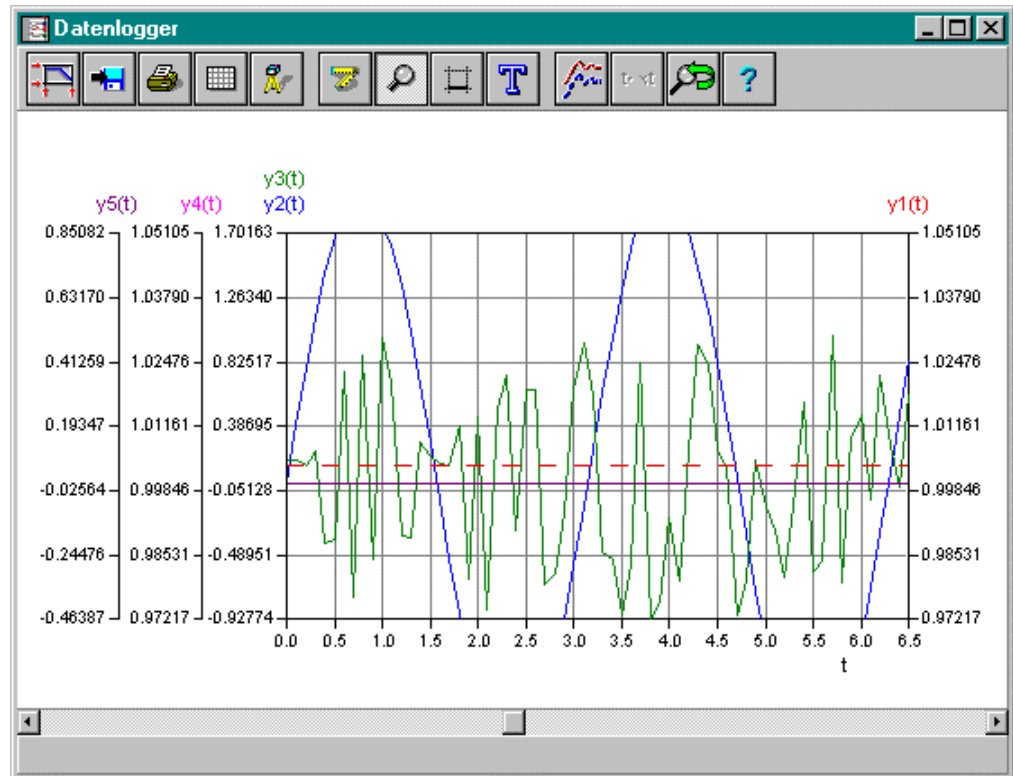 Datenlogger
T te xt ?
y3(t)
y5(t) y4(t) y2(t) y1(t)
0.85082 1.05105 1.70163 1.05105
0.63170 1.03790 1.26340 1.03790
0.41259 1.02476 0.82517 1.02476
0.19347 1.01161 0.38695 1.01161
-0.02564 0.99846 -0.05128 0.99846
-0.24476 0.98531 -0.48951 0.98531
-0.46387 0.97217 -0.92774 0.97217
0.0 0.5 1.0 1.5 2.0 2.5 3.0 3.5 4.0 4.5 5.0 5.5 6.0 6.5
t